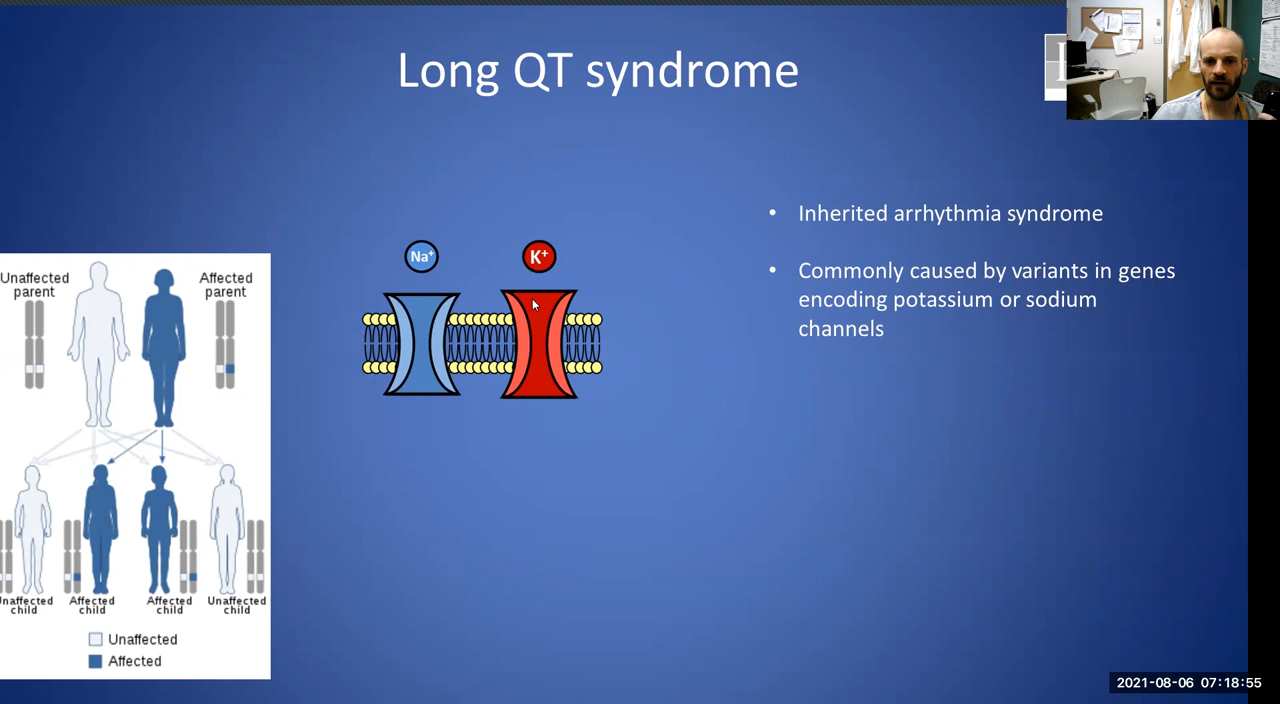 Long QT syndrome
Na+
K+
• Inherited arrhythmia syndrome
• Commonly caused by variants in genes
encoding potassium or sodium
channels
Unaffected
parent
Affected
parent
Affected
child
Affected
child
Unaffected
child
child
Unaffected
Affected
2021-08-06 07:18:55